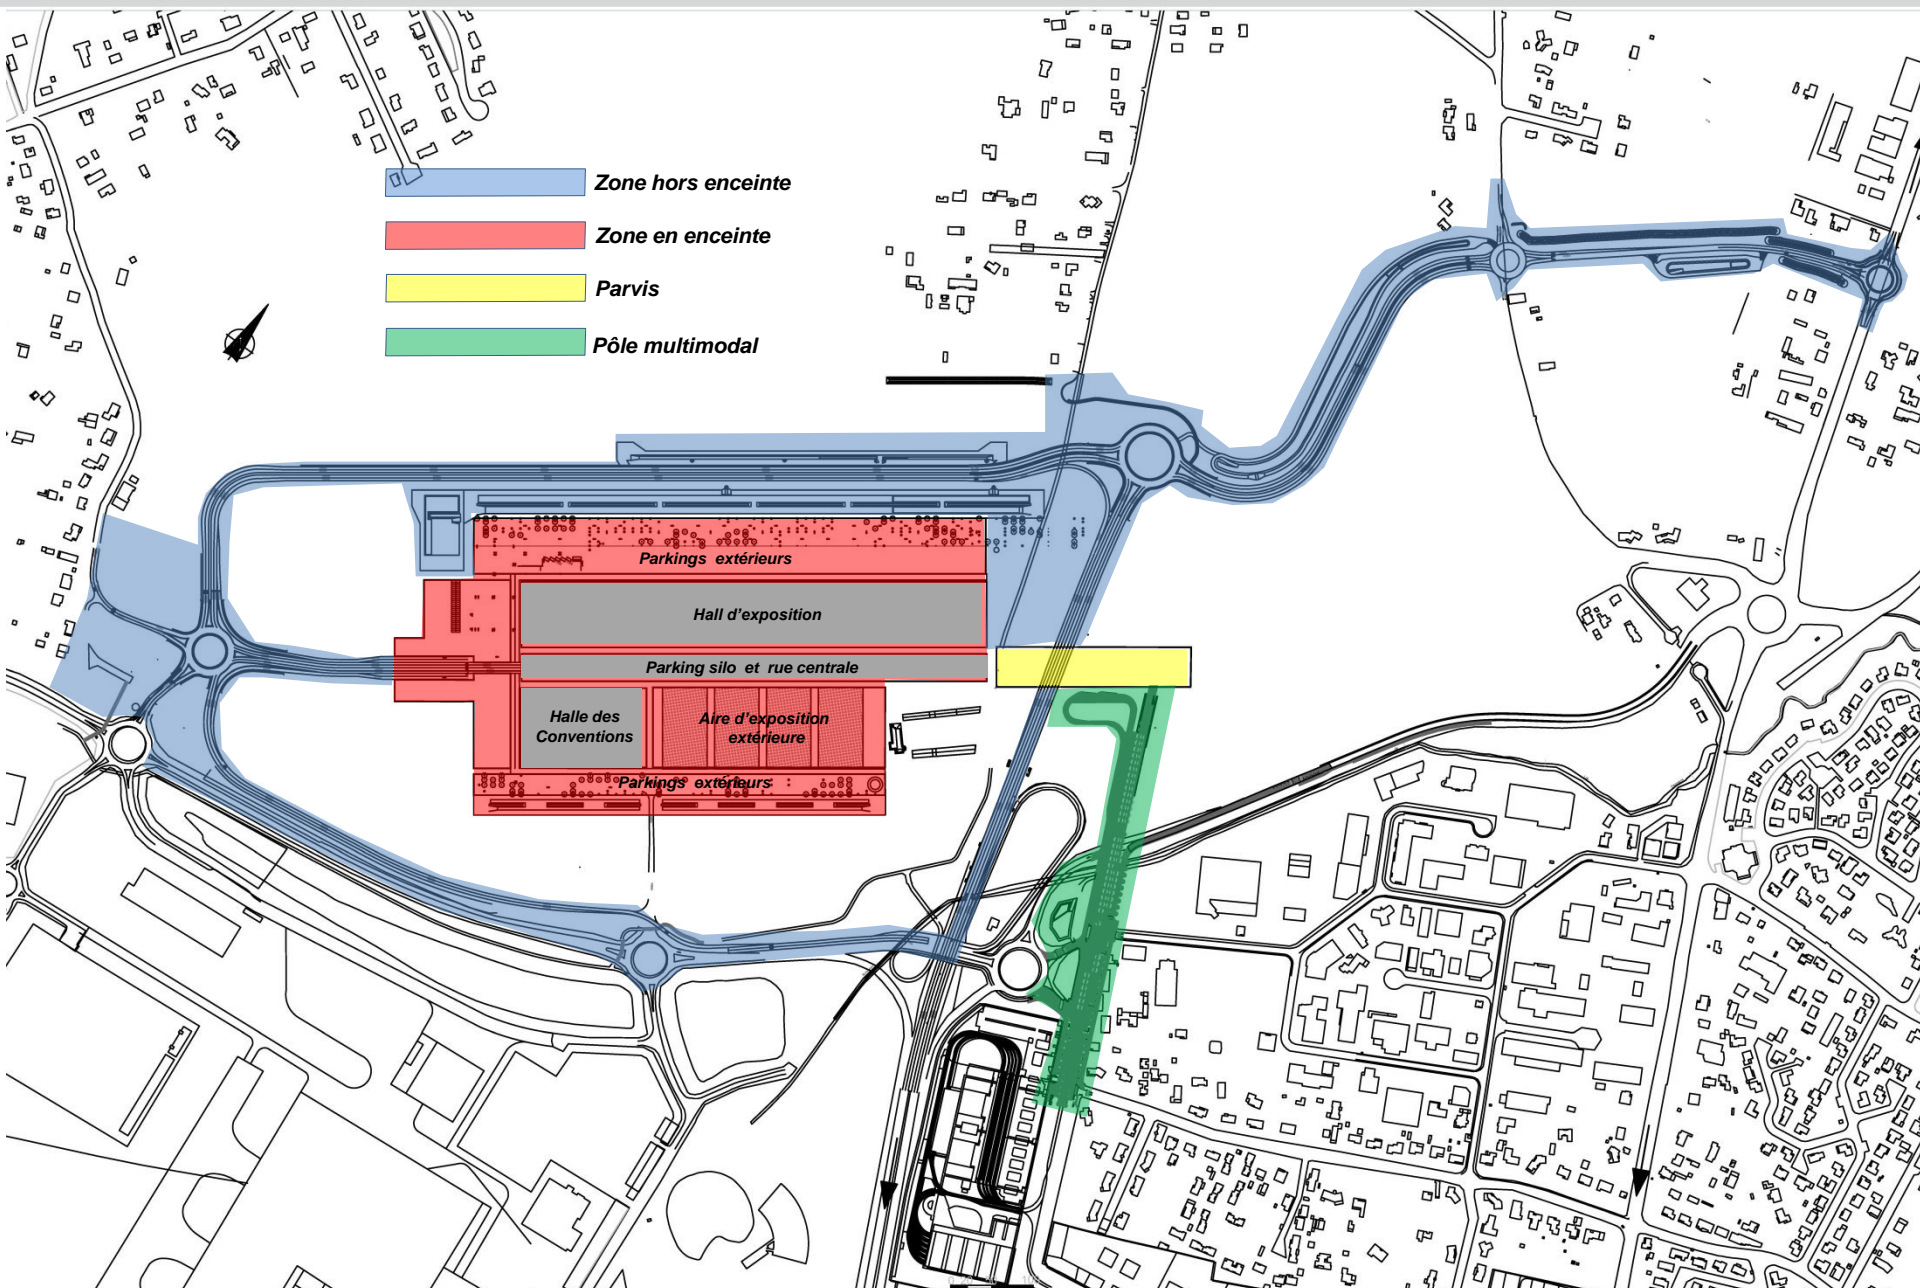 Zone hors enceinte
Zone en enceinte
Parvis
Pôle multimodal
Parkings extérieurs
Hall d'exposition
Parking silo et rue centrale
Halle des
Conventions
Aire d'exposition
extérieure
Parkings extérieurs